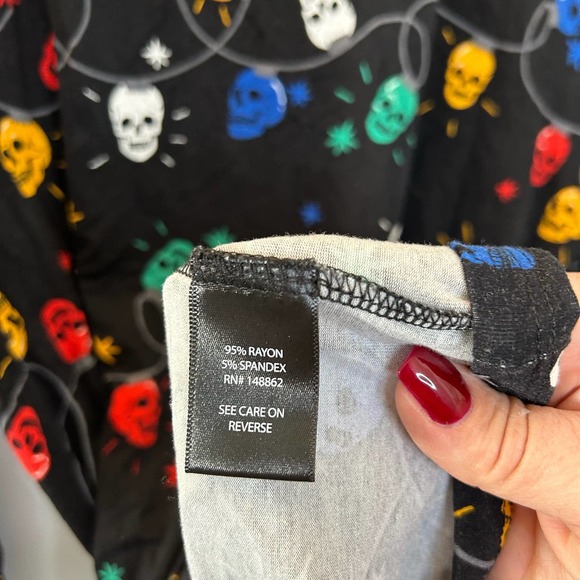 95% RAYON
5% SPANDEX
RN# 148862
SEE CARE ON
REVERSE